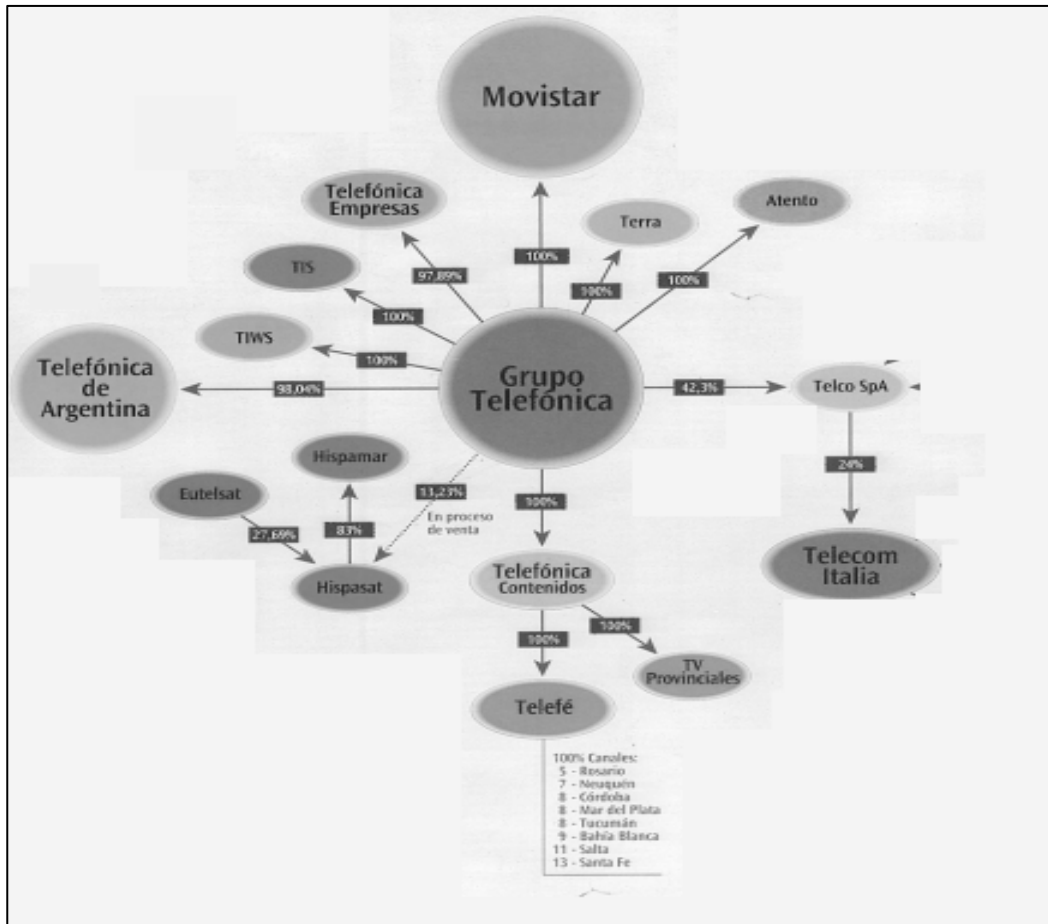 Movistar
Telefónica
Empresas
Terra
Atento
TIS
97,89%
100%
100%
100%
100%
TIWS
100%
Telefónica
de
Argentina
98,04%
Grupo
Telefónica
42,3%
Telco SpA
Hispamar
24%
Eutelsat
13,23%
En proceso
de venta
100%
27,69%
83%
Hispasat
Telefónica
Contenidos
Telecom
Italia
100%
100%
TV
Provinciales
Telefé
100% Canales:
5 - Rosario
7 - Neuquén
8 - Córdoba
8 - Mar del Plata
8 - Tucumán
9 - Bahía Blanca
11 - Salta
13 - Santa Fe